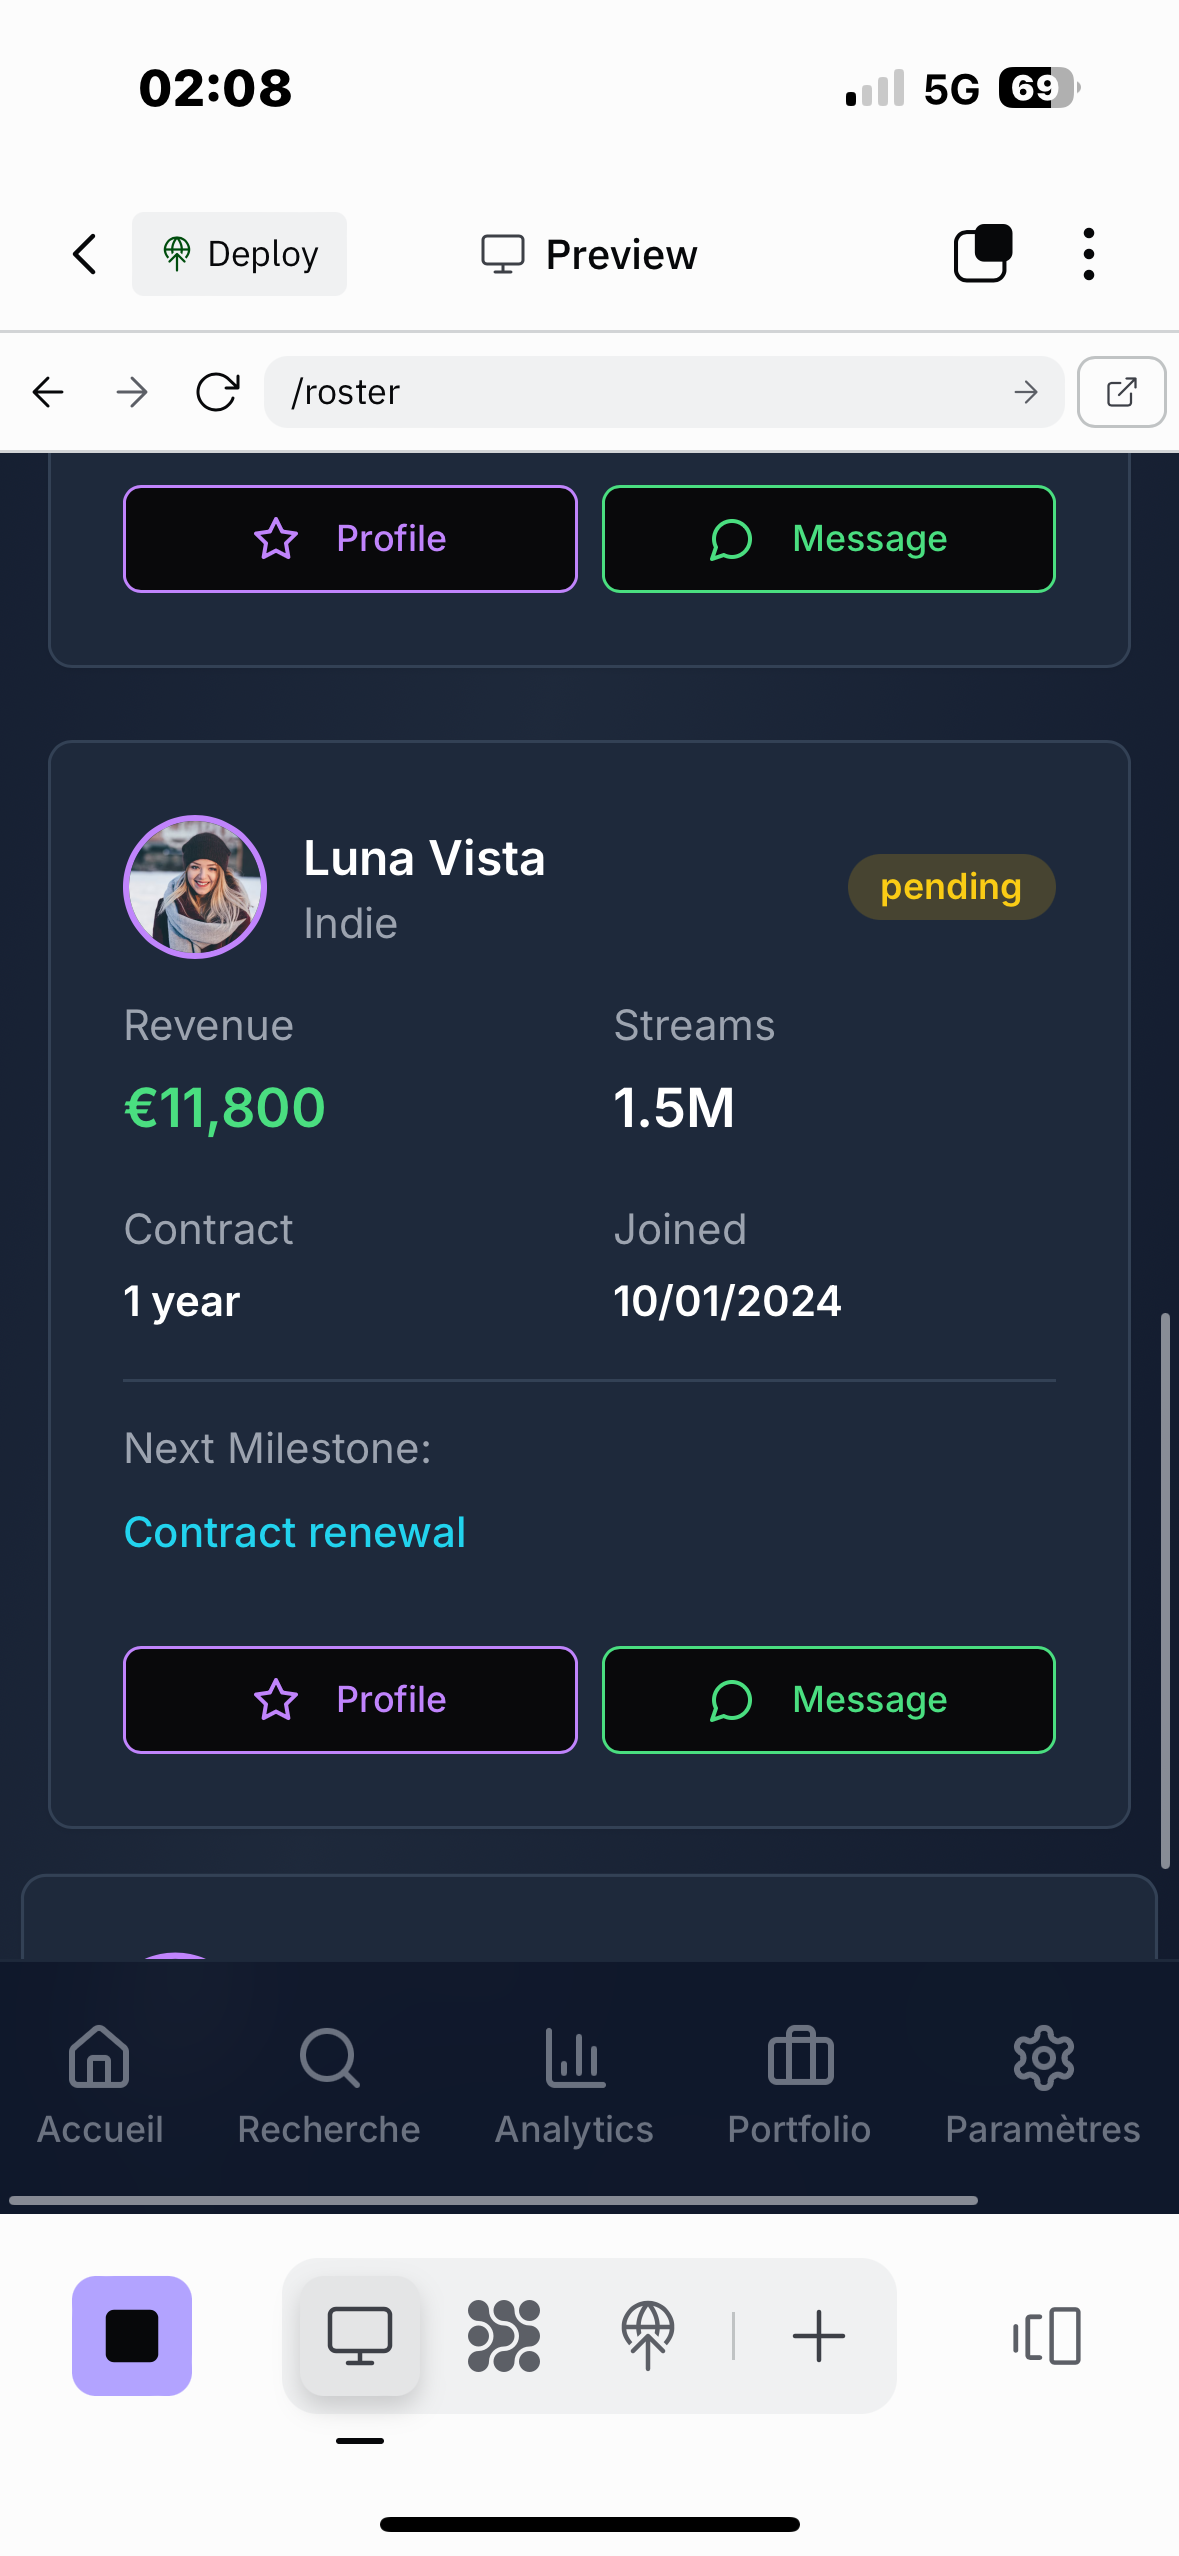 02:08
5G 69
Deploy
Preview
/roster
Profile
Message
Luna Vista
Indie
pending
Revenue
Streams
€11,800
1.5M
Contract
Joined
1 year
10/01/2024
Next Milestone:
Contract renewal
Profile
Message
Accueil
Recherche
Analytics
Portfolio
Paramètres